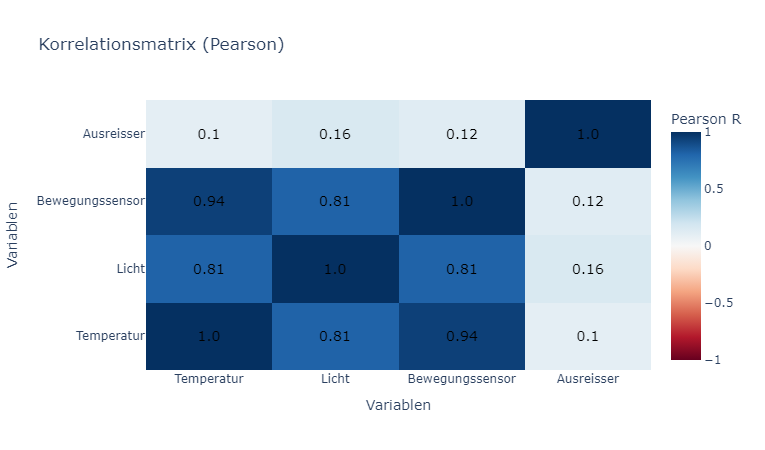 Korrelationsmatrix (Pearson)
Pearson R
Ausreisser 0.1 0.16 0.12 1.0
Bewegungssensor 0.94 0.81 1.0 0.12
Licht 0.81 1.0 0.81 0.16
Temperatur 1.0 0.81 0.94 0.1
Temperatur Licht Bewegungssensor Ausreisser
Variablen
Variablen
1
0.5
0
−0.5
−1